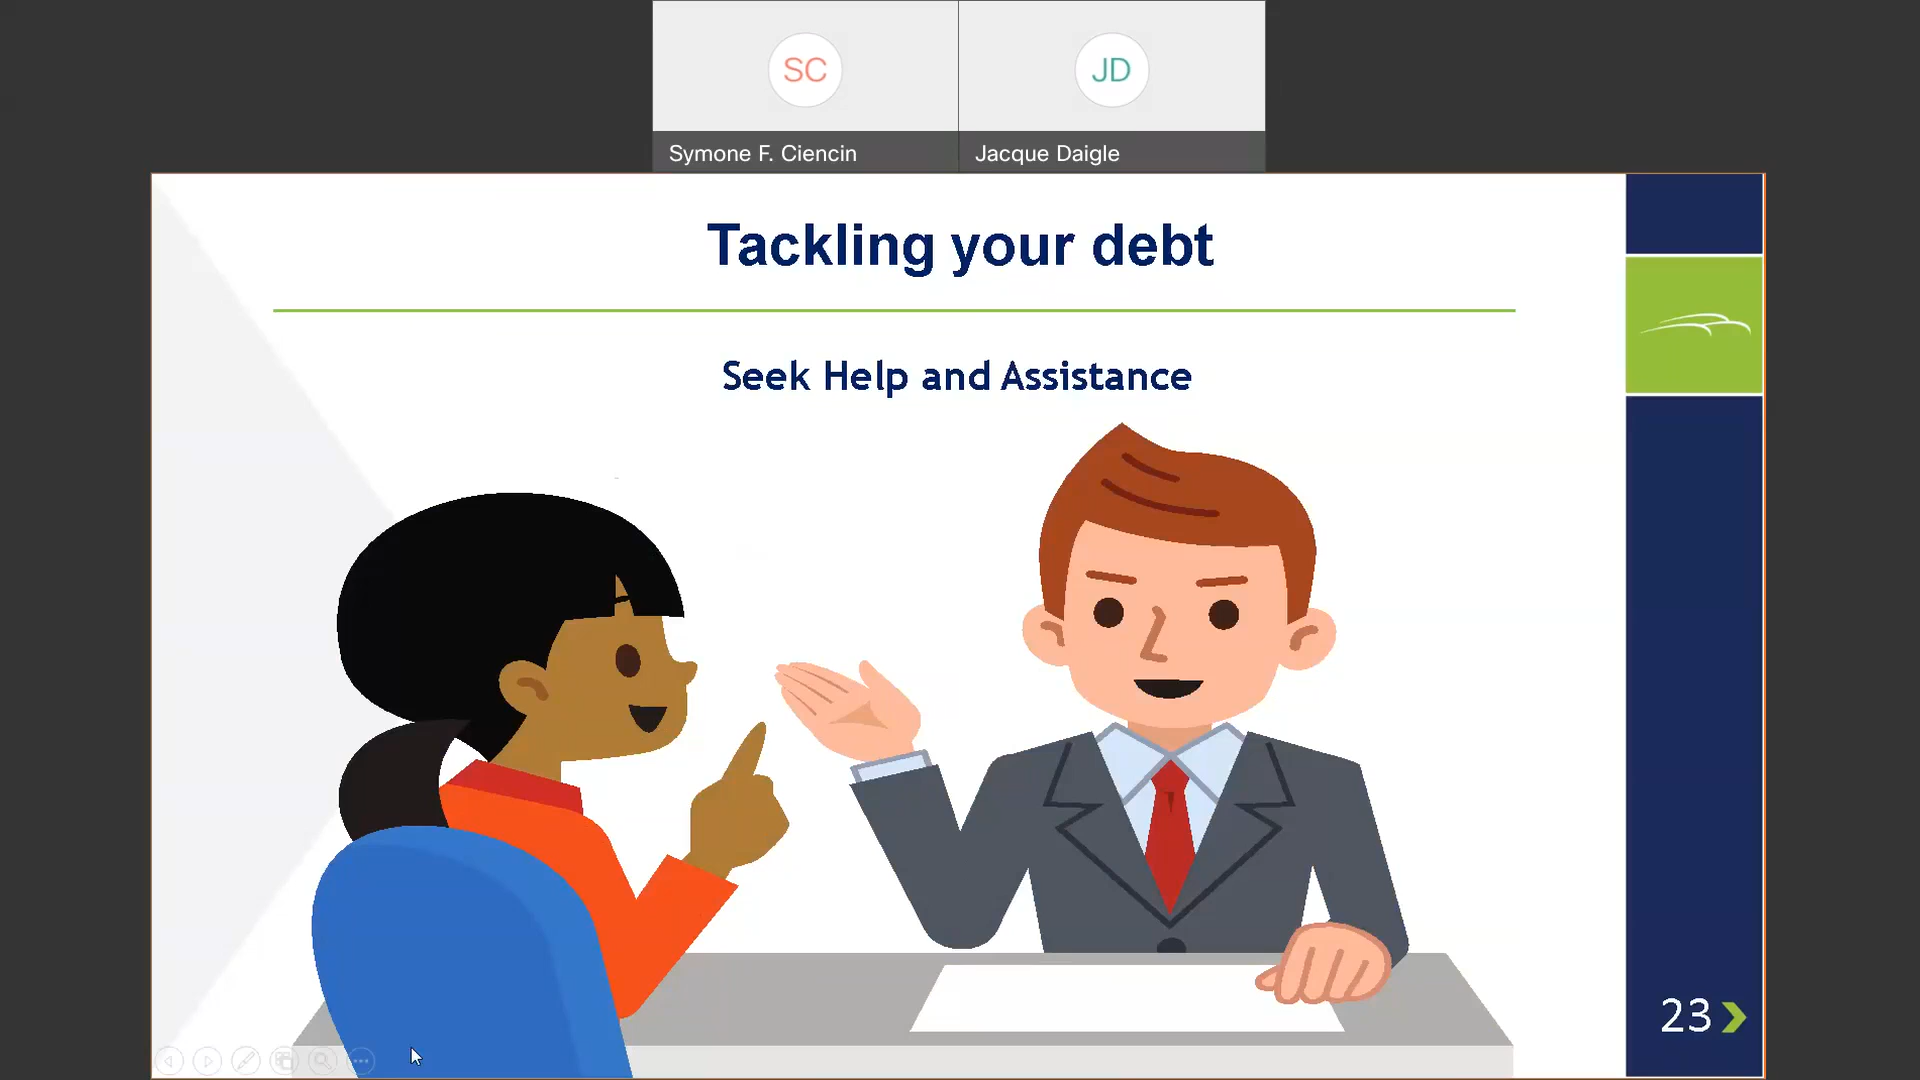 SC
JD
Symone F. Ciencin
Jacque Daigle
Tackling your debt
Seek Help and Assistance
23